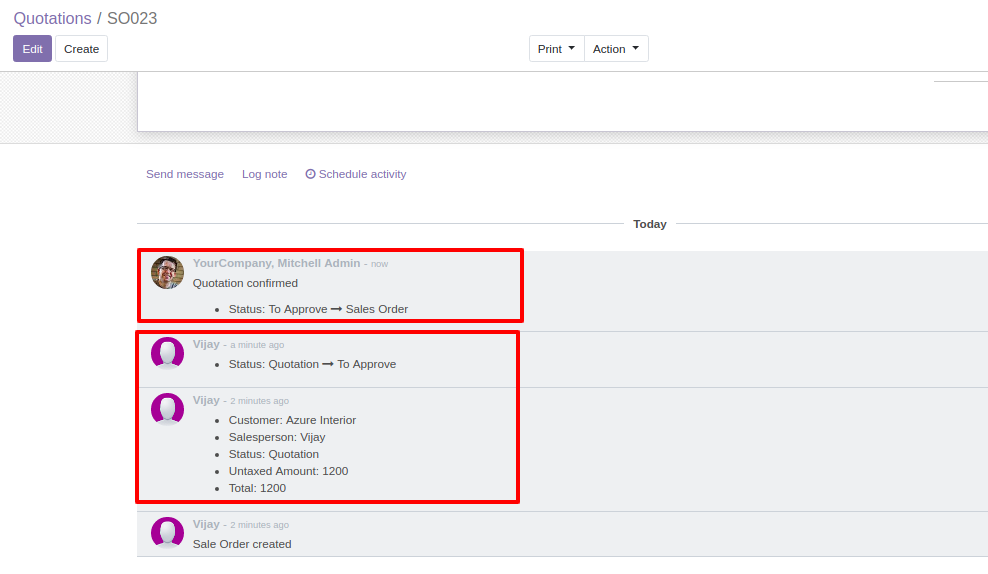 Quotations / SO023
Edit Create Print Action
Send message Log note Schedule activity
Today
YourCompany, Mitchell Admin - now
Quotation confirmed
• Status: To Approve → Sales Order
Vijay - a minute ago
• Status: Quotation → To Approve
Vijay - 2 minutes ago
• Customer: Azure Interior
• Salesperson: Vijay
• Status: Quotation
• Untaxed Amount: 1200
• Total: 1200
Vijay - 2 minutes ago
Sale Order created